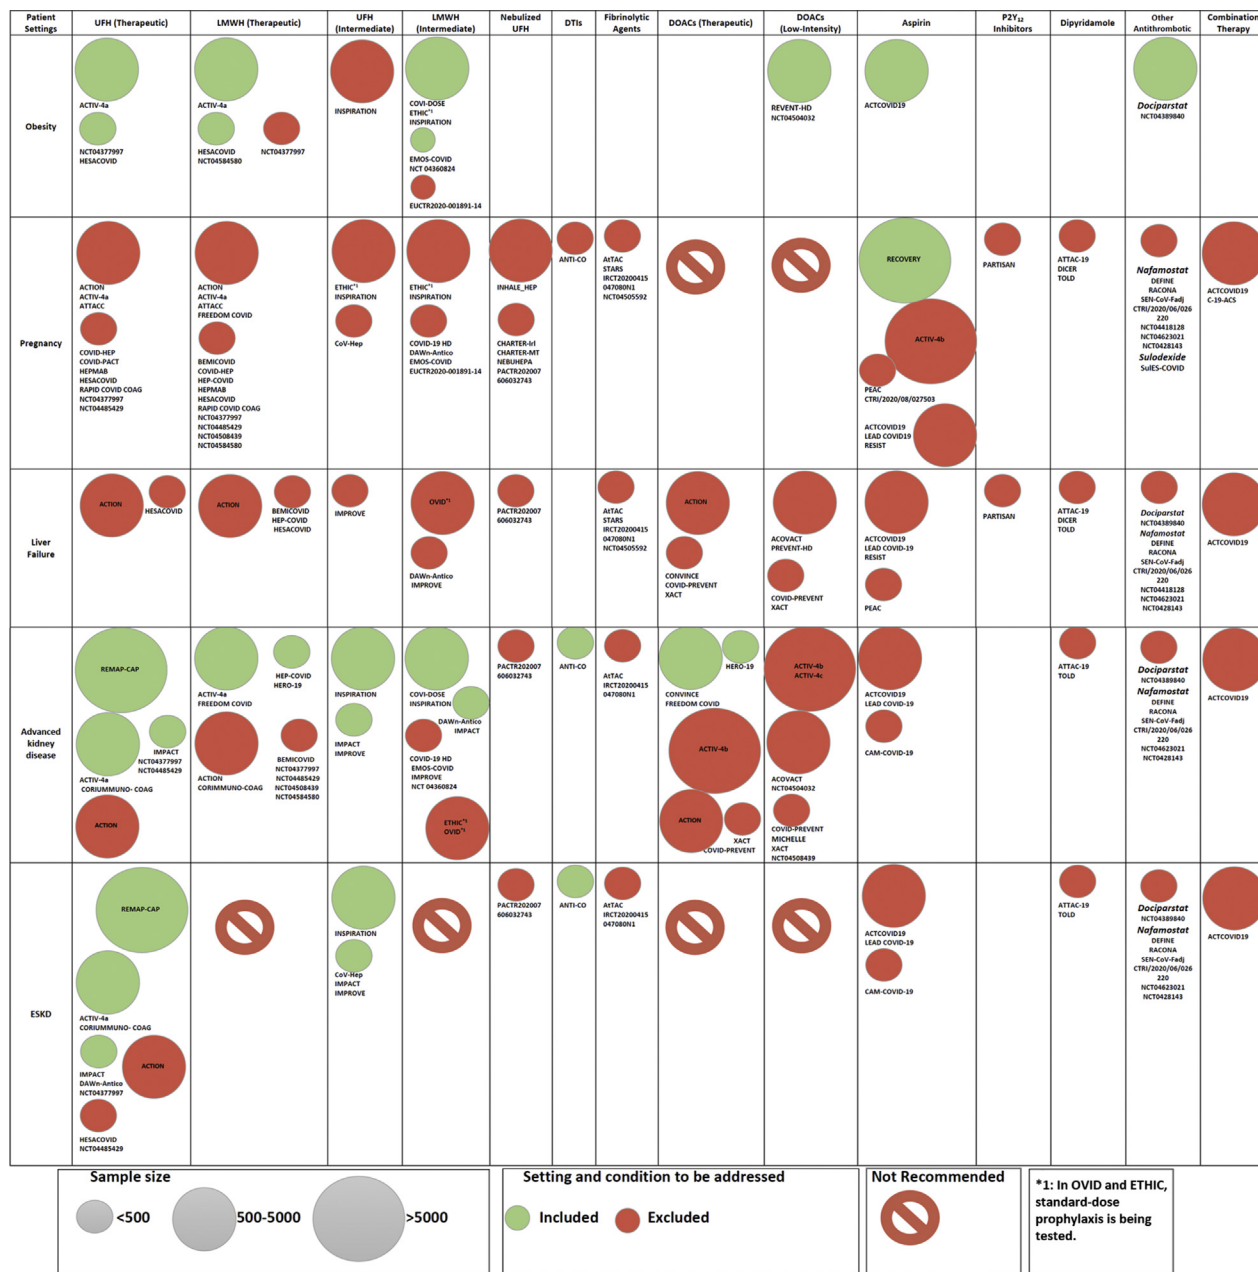 Patient
Settings
UFH (Therapeutic)
LMWH (Therapeutic)
UFH
(Intermediate)
LMWH
(Intermediate)
Nebulized
UFH
DTIs
Fibrinolytic
Agents
DOACs (Therapeutic)
DOACs
(Low-Intensity)
Aspirin
P2Y12
Inhibitors
Dipyridamole
Other
Antithrombotic
Combination
Therapy
Obesity
ACTIV-4a
NCT04377997
HESACOVID
ACTIV-4a
HESACOVID
NCT04584580
NCT04377997
INSPIRATION
COVI-DOSE
ETHIC*1
INSPIRATION
EMOS-COVID
NCT 04360824
EUCTR2020-001891-14
REVENT-HD
NCT04504032
ACTCOVID19
Dociparstat
NCT04389840
Pregnancy
ACTION
ACTIV-4a
ATTACC
COVID-HEP
COVID-PACT
HEPMAB
HESACOVID
RAPID COVID COAG
NCT04377997
NCT04485429
ACTION
ACTIV-4a
ATTACC
FREEDOM COVID
BEMICOVID
COVID-HEP
HEP-COVID
HEPMAB
HESACOVID
RAPID COVID COAG
NCT04377997
NCT04485429
NCT04508439
NCT04584580
ETHIC*1
INSPIRATION
CoV-Hep
ETHIC*1
INSPIRATION
COVID-19 HD
DAWn-Antico
EMOS-COVID
EUCTR2020-001891-14
INHALE_HEP
CHARTER-Irl
CHARTER-MT
NEBUHEPA
PACTR202007
606032743
ANTI-CO
AtTAC
STARS
IRCT20200415
047080N1
NCT04505592
RECOVERY
ACTIV-4b
PEAC
CTRI/2020/08/027503
ACTCOVID19
LEAD COVID19
RESIST
PARTISAN
ATTAC-19
DICER
TOLD
Nafamostat
DEFINE
RACONA
SEN-CoV-Fadj
CTRI/2020/06/026
220
NCT04418128
NCT04623021
NCT0428143
Sulodexide
SulES-COVID
ACTCOVID19
C-19-ACS
Liver
Failure
ACTION
HESACOVID
ACTION
BEMICOVID
HEP-COVID
HESACOVID
IMPROVE
OVID*1
DAWn-Antico
IMPROVE
PACTR202007
606032743
AtTAC
STARS
IRCT20200415
047080N1
NCT04505592
ACTION
CONVINCE
COVID-PREVENT
XACT
ACOVACT
PREVENT-HD
COVID-PREVENT
XACT
ACTCOVID19
LEAD COVID-19
RESIST
PEAC
PARTISAN
ATTAC-19
DICER
TOLD
Dociparstat
NCT04389840
Nafamostat
DEFINE
RACONA
SEN-CoV-Fadj
CTRI/2020/06/026
220
NCT04418128
NCT04623021
NCT0428143
ACTCOVID19
Advanced
kidney
disease
REMAP-CAP
ACTIV-4a
CORIUMMUNO- COAG
IMPACT
NCT04377997
NCT04485429
ACTION
ACTIV-4a
FREEDOM COVID
HEP-COVID
HERO-19
ACTION
CORIMMUNO-COAG
BEMICOVID
NCT04377997
NCT04485429
NCT04508439
NCT04584580
INSPIRATION
IMPACT
IMPROVE
COVI-DOSE
INSPIRATION
DAWn-Antico
IMPACT
COVID-19 HD
EMOS-COVID
IMPROVE
NCT 04360824
ETHIC*1
OVID*1
PACTR202007
606032743
ANTI-CO
AtTAC
IRCT20200415
047080N1
CONVINCE
FREEDOM COVID
HERO-19
ACTIV-4b
ACTION
XACT
COVID-PREVENT
ACTIV-4b
ACTIV-4c
ACOVACT
NCT04504032
COVID-PREVENT
MICHELLE
XACT
NCT04508439
ACTCOVID19
LEAD COVID-19
CAM-COVID-19
ATTAC-19
TOLD
Dociparstat
NCT04389840
Nafamostat
DEFINE
RACONA
SEN-CoV-Fadj
CTRI/2020/06/026
220
NCT04623021
NCT0428143
ACTCOVID19
ESKD
REMAP-CAP
ACTIV-4a
CORIUMMUNO- COAG
IMPACT
DAWn-Antico
NCT04377997
ACTION
HESACOVID
NCT04485429
INSPIRATION
CoV-Hep
IMPACT
IMPROVE
PACTR202007
606032743
ANTI-CO
AtTAC
IRCT20200415
047080N1
ACTCOVID19
LEAD COVID-19
CAM-COVID-19
ATTAC-19
TOLD
Dociparstat
NCT04389840
Nafamostat
DEFINE
RACONA
SEN-CoV-Fadj
CTRI/2020/06/026
220
NCT04623021
NCT0428143
ACTCOVID19
Sample size
<500
500-5000
>5000
Setting and condition to be addressed
Included
Excluded
Not Recommended
*1: In OVID and ETHIC,
standard-dose
prophylaxis is being
tested.